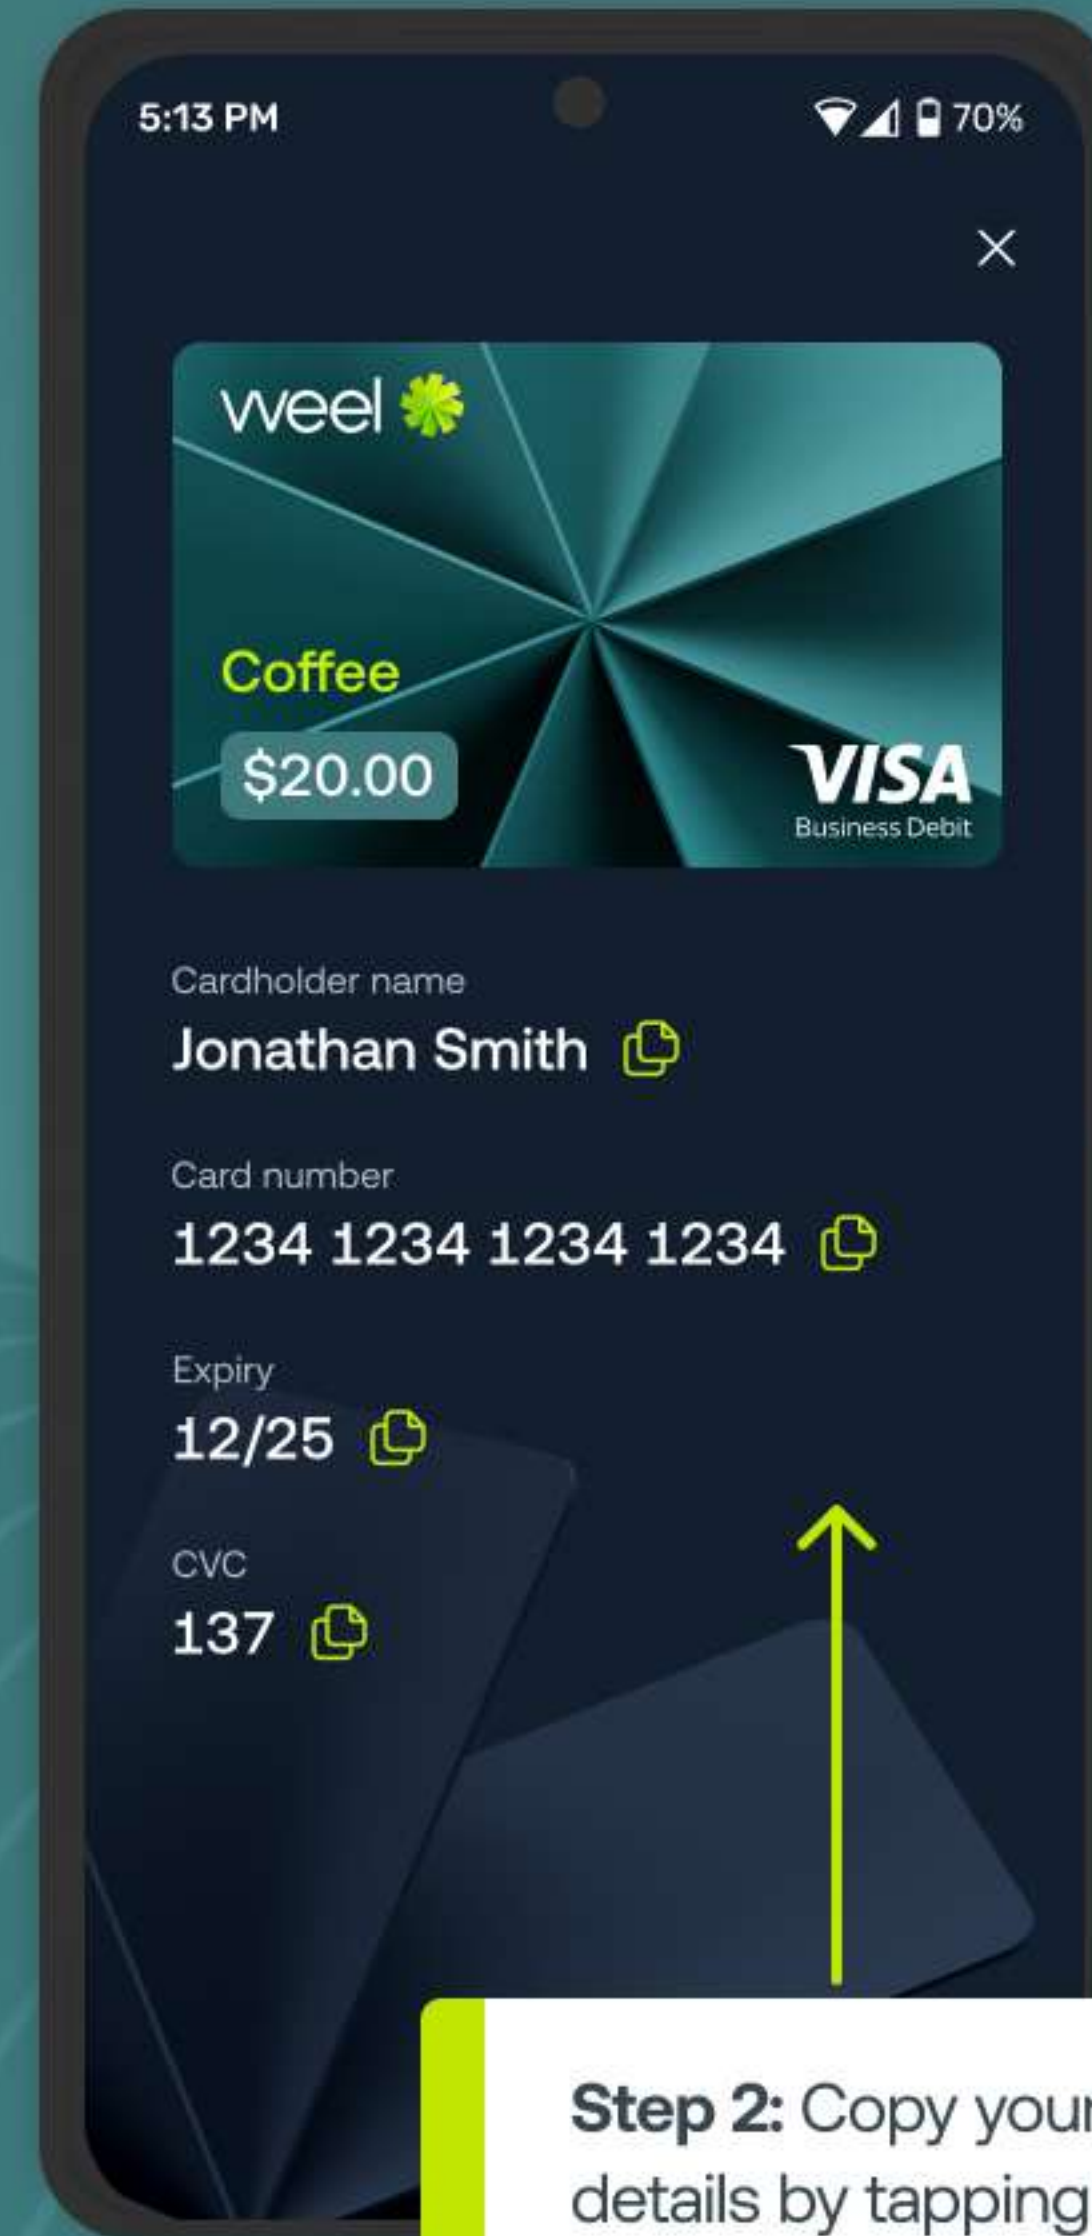 5:13 PM
70%
weel
Coffee
$20.00
VISA
Business Debit
Cardholder name
Jonathan Smith
Card number
1234 1234 1234 1234
Expiry
12/25
CVC
137
Step 2: Copy your
details by tapping